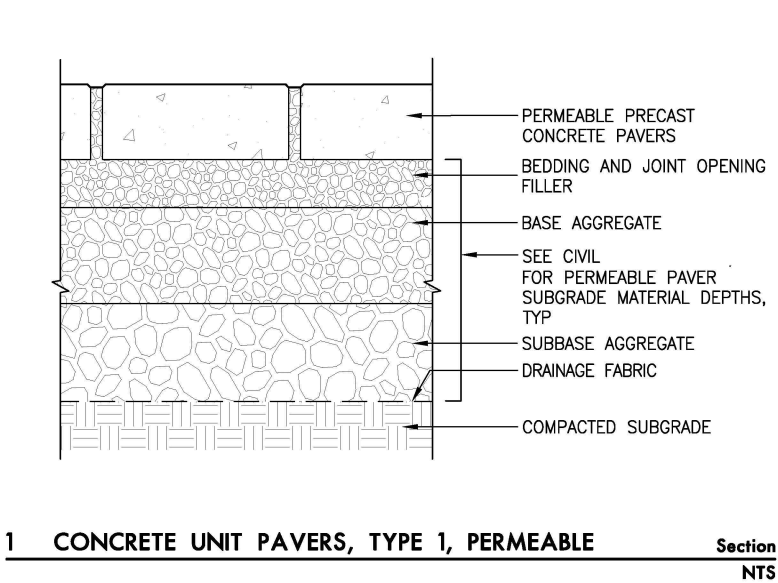 PERMEABLE PRECAST
CONCRETE PAVERS
BEDDING AND JOINT OPENING
FILLER
BASE AGGREGATE
SEE CIVIL
FOR PERMEABLE PAVER
SUBGRADE MATERIAL DEPTHS,
TYP
SUBBASE AGGREGATE
DRAINAGE FABRIC
COMPACTED SUBGRADE
1 CONCRETE UNIT PAVERS, TYPE 1, PERMEABLE
Section
NTS